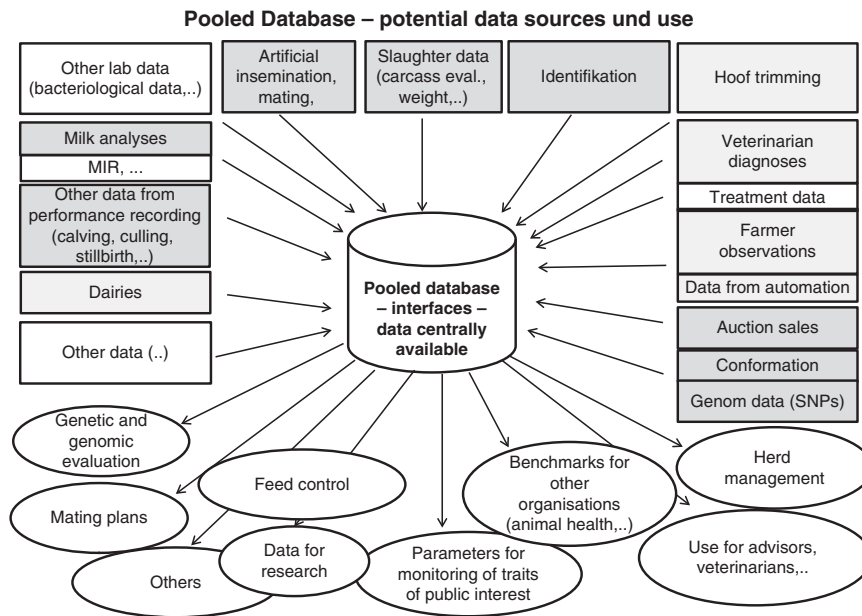 Pooled Database – potential data sources und use
Other lab data
(bacteriological data,..)
Artificial
insemination,
mating,
Slaughter data
(carcass eval.,
weight,..)
Identifikation
Hoof trimming
Milk analyses
MIR, ...
Other data from
performance recording
(calving, culling,
stillbirth,..)
Dairies
Other data (..)
Veterinarian
diagnoses
Treatment data
Farmer
observations
Data from automation
Auction sales
Conformation
Genom data (SNPs)
Pooled database
– interfaces –
data centrally
available
Genetic and
genomic
evaluation
Mating plans
Others
Feed control
Data for
research
Parameters for
monitoring of traits
of public interest
Benchmarks for
other
organisations
(animal health,..)
Herd
management
Use for advisors,
veterinarians,..